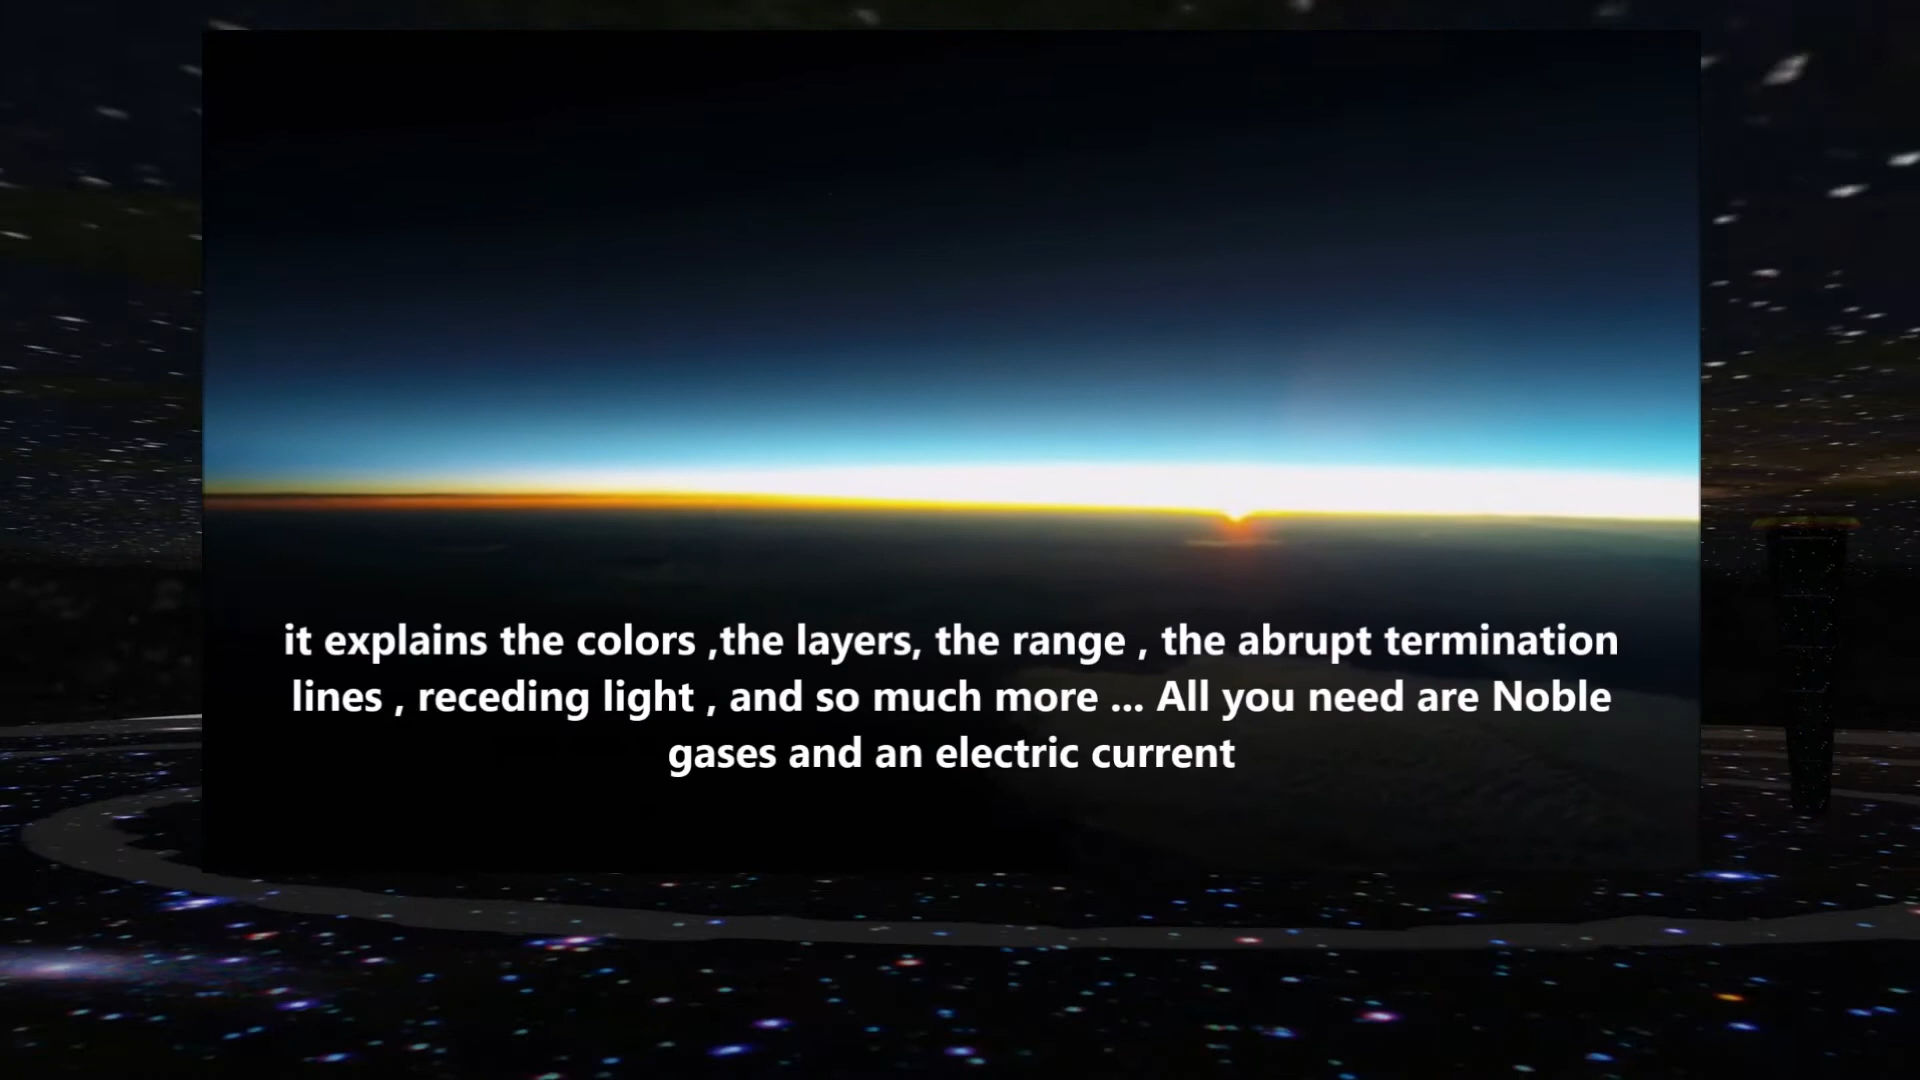 it explains the colors ,the layers, the range , the abrupt termination
lines , receding light , and so much more ... All you need are Noble
gases and an electric current